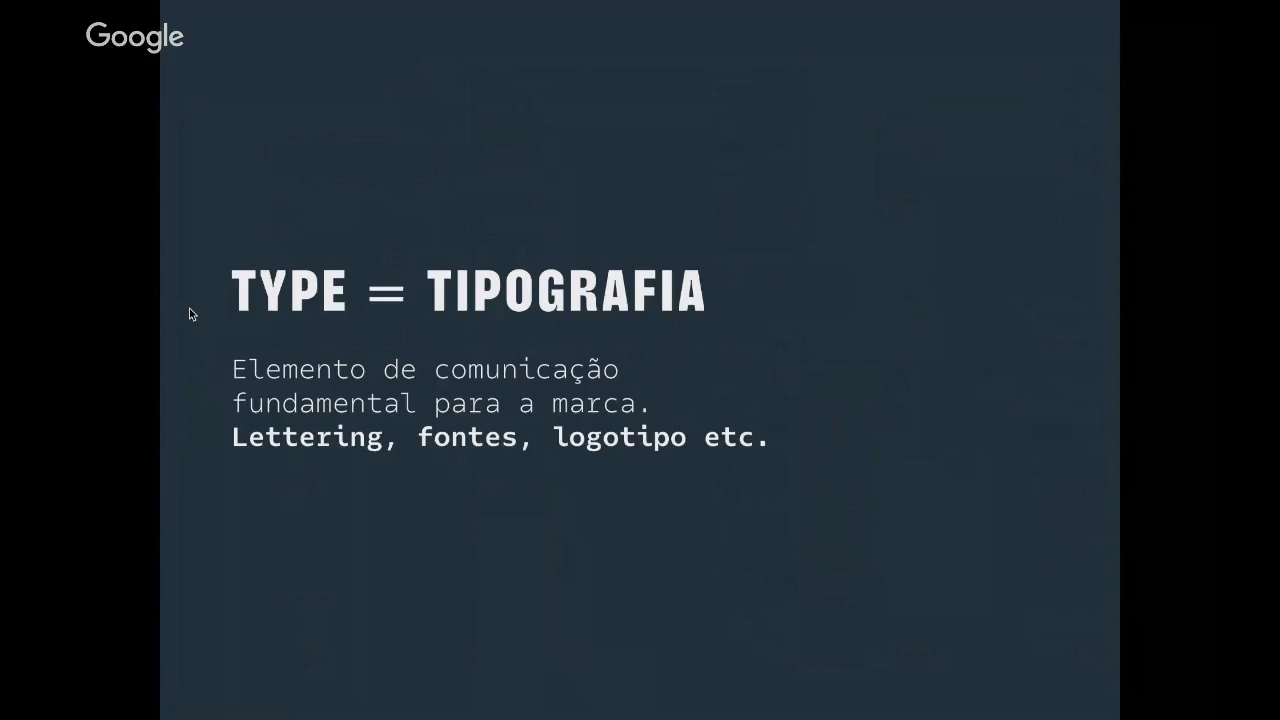 Google
TYPE = TIPOGRAFIA
Elemento de comunicação
fundamental para a marca.
Lettering, fontes, logotipo etc.